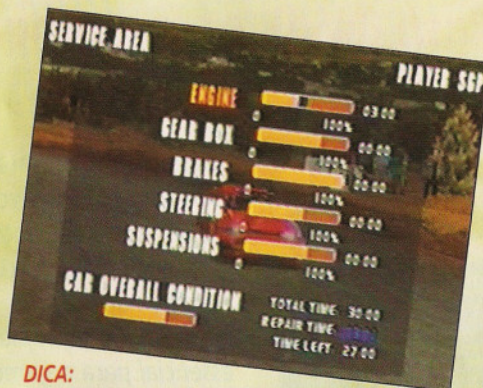 SERVICE AREA
PLAYER SGP
ENGINE 03:00
0 100%
GEAR BOX 00:00
0 100%
BRAKES 00:00
0 100%
STEERING 00:00
0 100%
SUSPENSIONS 00:00
0 100%
CAR OVERALL CONDITION
TOTAL TIME: 30:00
REPAIR TIME:
TIME LEFT: 27:00
DICA: